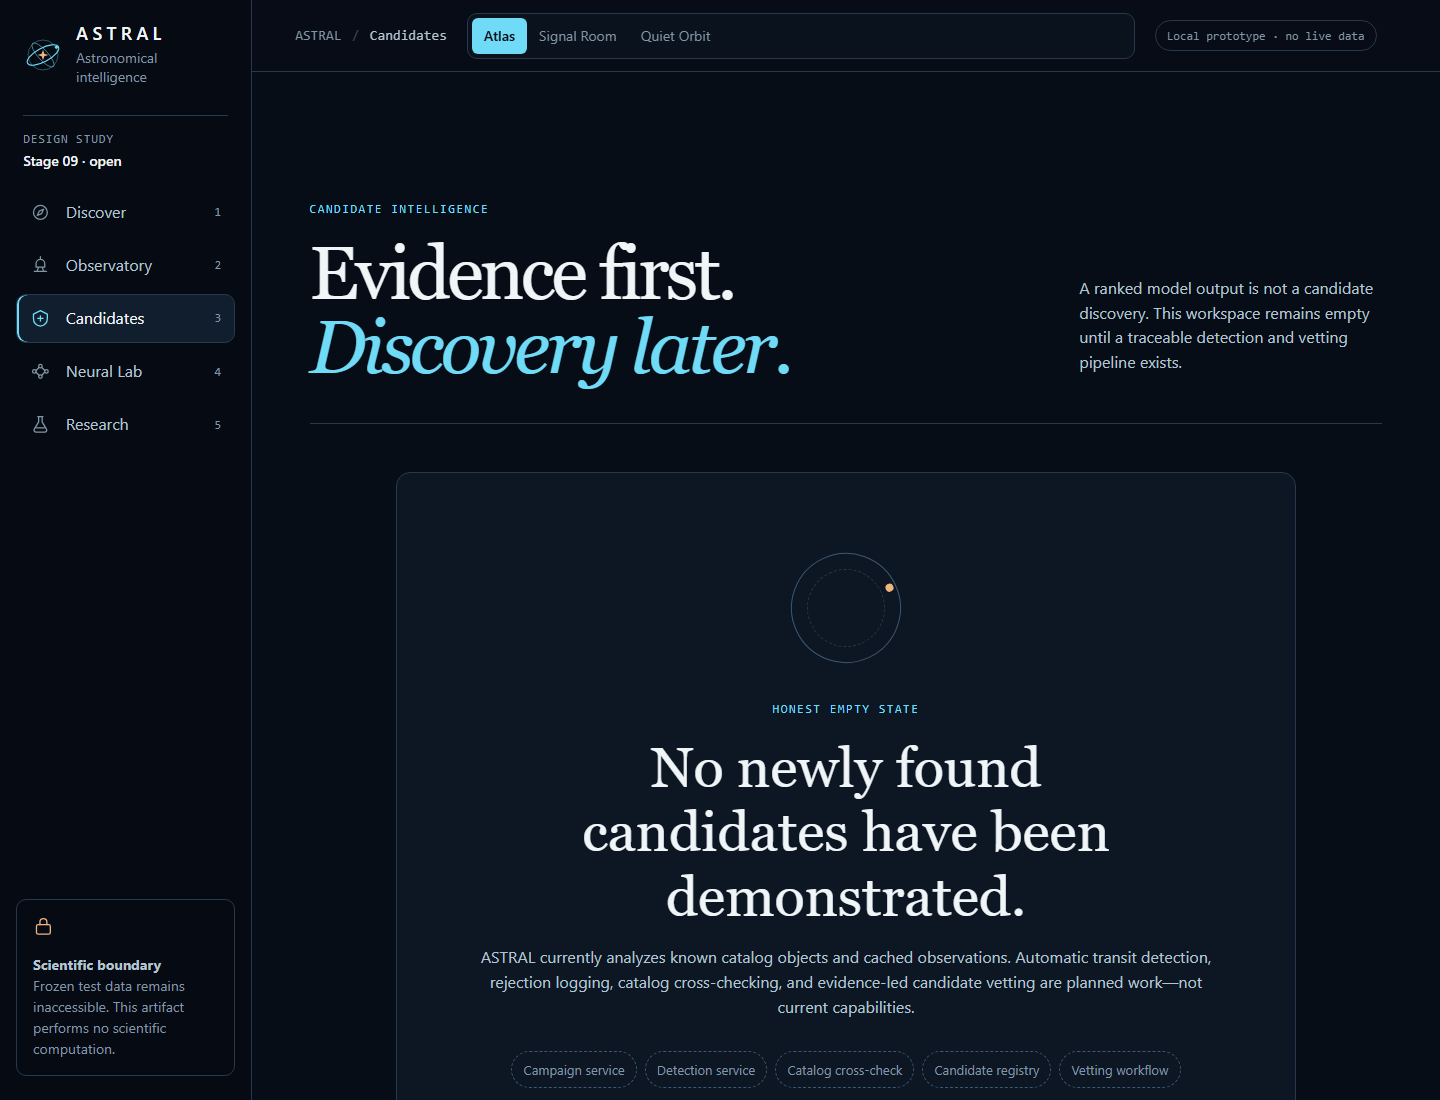 ASTRAL
Astronomical
intelligence
DESIGN STUDY
Stage 09 · open
Discover 1
Observatory 2
Candidates 3
Neural Lab 4
Research 5
Scientific boundary
Frozen test data remains
inaccessible. This artifact
performs no scientific
computation.
ASTRAL / Candidates
Atlas Signal Room Quiet Orbit
Local prototype · no live data
CANDIDATE INTELLIGENCE
Evidence first.
Discovery later.
A ranked model output is not a candidate
discovery. This workspace remains empty
until a traceable detection and vetting
pipeline exists.
HONEST EMPTY STATE
No newly found
candidates have been
demonstrated.
ASTRAL currently analyzes known catalog objects and cached observations. Automatic transit detection,
rejection logging, catalog cross-checking, and evidence-led candidate vetting are planned work—not
current capabilities.
Campaign service Detection service Catalog cross-check Candidate registry Vetting workflow